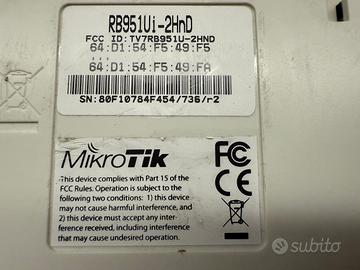 RB951Ui-2HnD
FCC ID:TV7RB951U-2HND
64:D1:54:F5:49:F5
...
64:D1:54:F5:49:FA
SN:80F10784F454/736/r2
MikroTik
This device complies with Part 15 of the
FCC Rules. Operation is subject to the
following two conditions: 1) this device
may not cause harmful interference, and
2) this device must accept any inter-
ference received, including interference
that may cause undesired operation.
FC
CE
subito